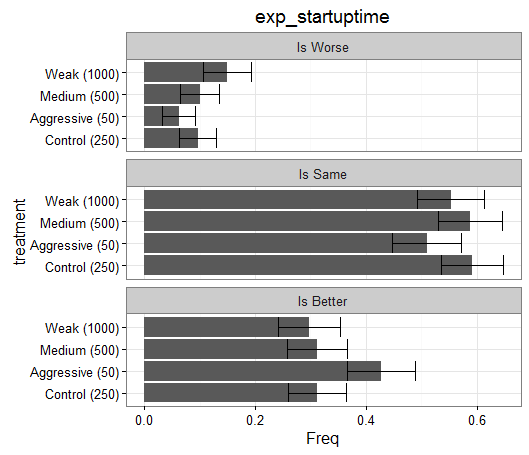 exp_startuptime
Is Worse
Weak (1000)
Medium (500)
Aggressive (50)
Control (250)
Is Same
Weak (1000)
Medium (500)
Aggressive (50)
Control (250)
Is Better
Weak (1000)
Medium (500)
Aggressive (50)
Control (250)
treatment
0.0 0.2 0.4 0.6
Freq